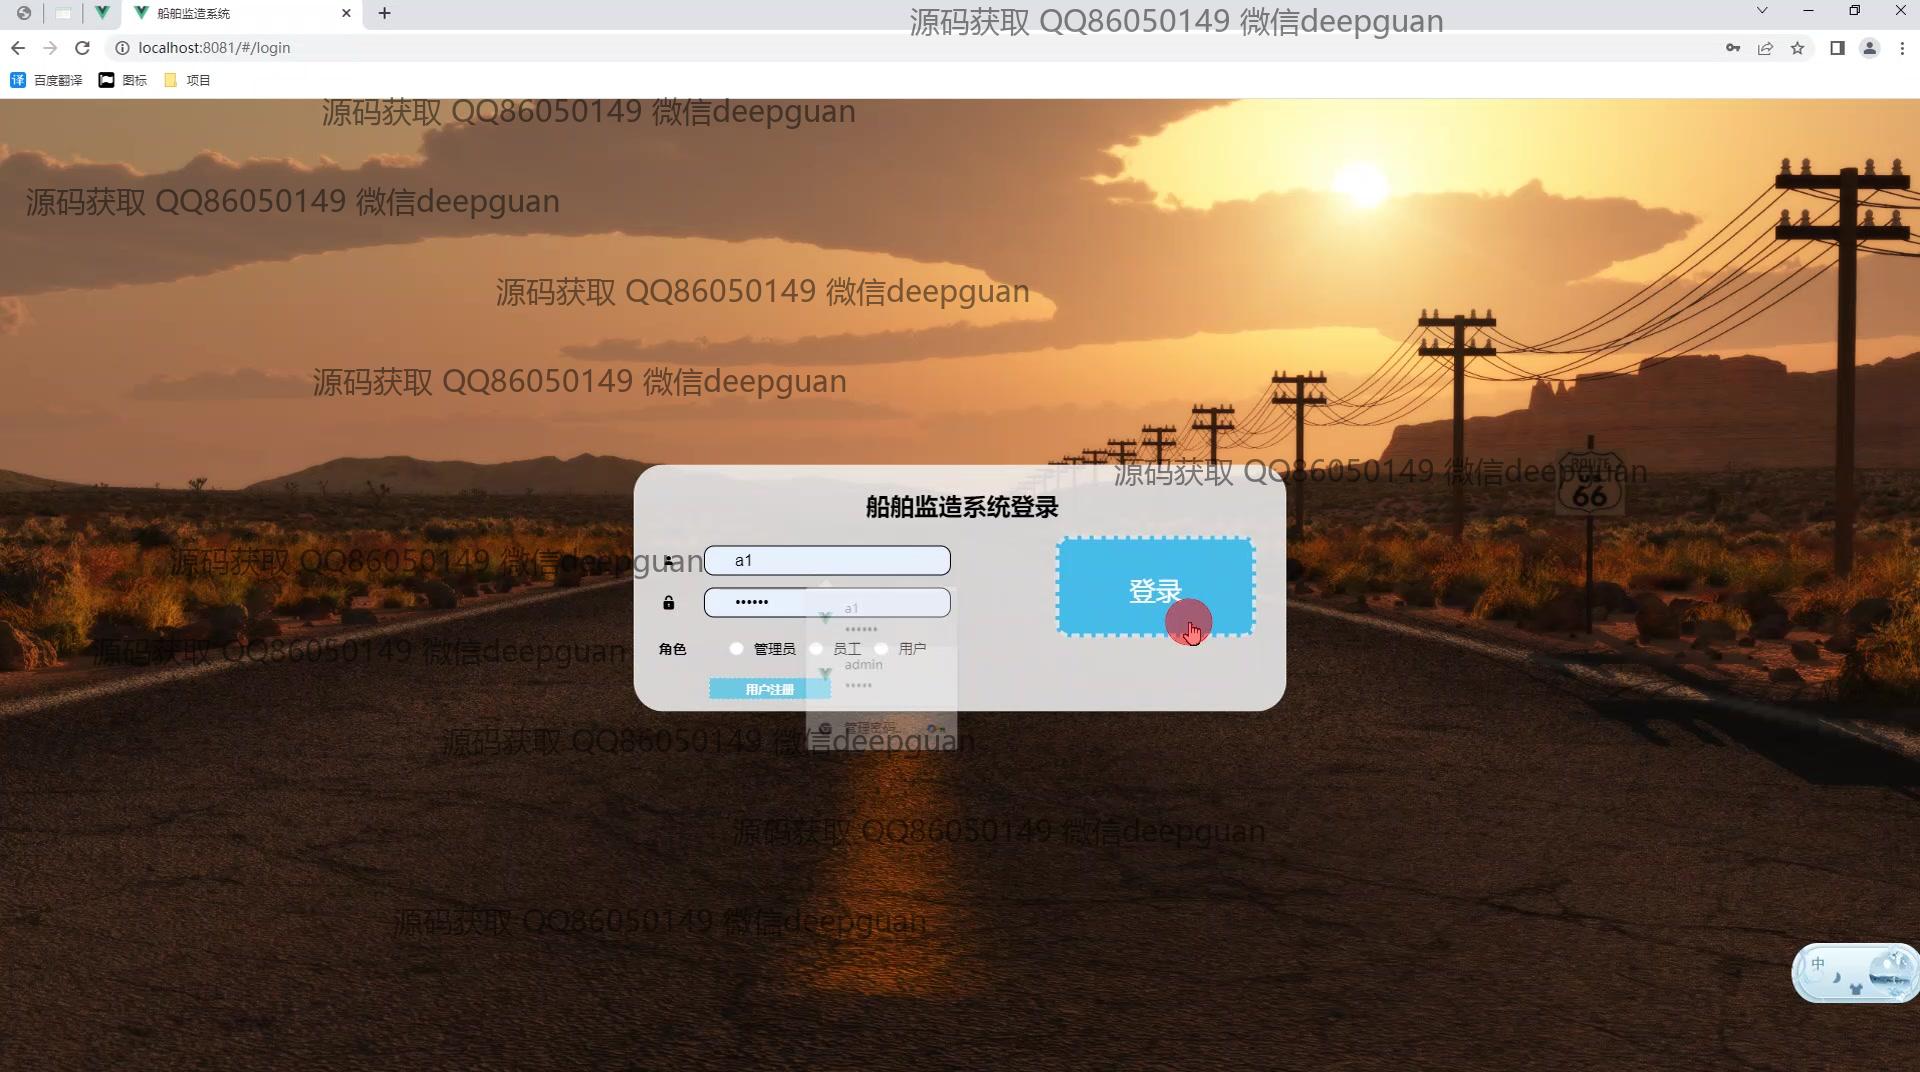 船舶监造系统
源码获取 QQ86050149 微信deepguan
localhost:8081/#/login
百度翻译 图标 项目
源码获取 QQ86050149 微信deepguan
源码获取 QQ86050149 微信deepguan
源码获取 QQ86050149 微信deepguan
源码获取 QQ86050149 微信deepguan
源码获取 QQ86050149 微信deepguan
ROUTE
US
66
船舶监造系统登录
源码获取 QQ86050149 微信deepguan
a1
登录
a1
源码获取 QQ86050149 微信deepguan
角色 管理员 员工 用户
admin
用户注册
管理密码...
源码获取 QQ86050149 微信deepguan
源码获取 QQ86050149 微信deepguan
源码获取 QQ86050149 微信deepguan
中